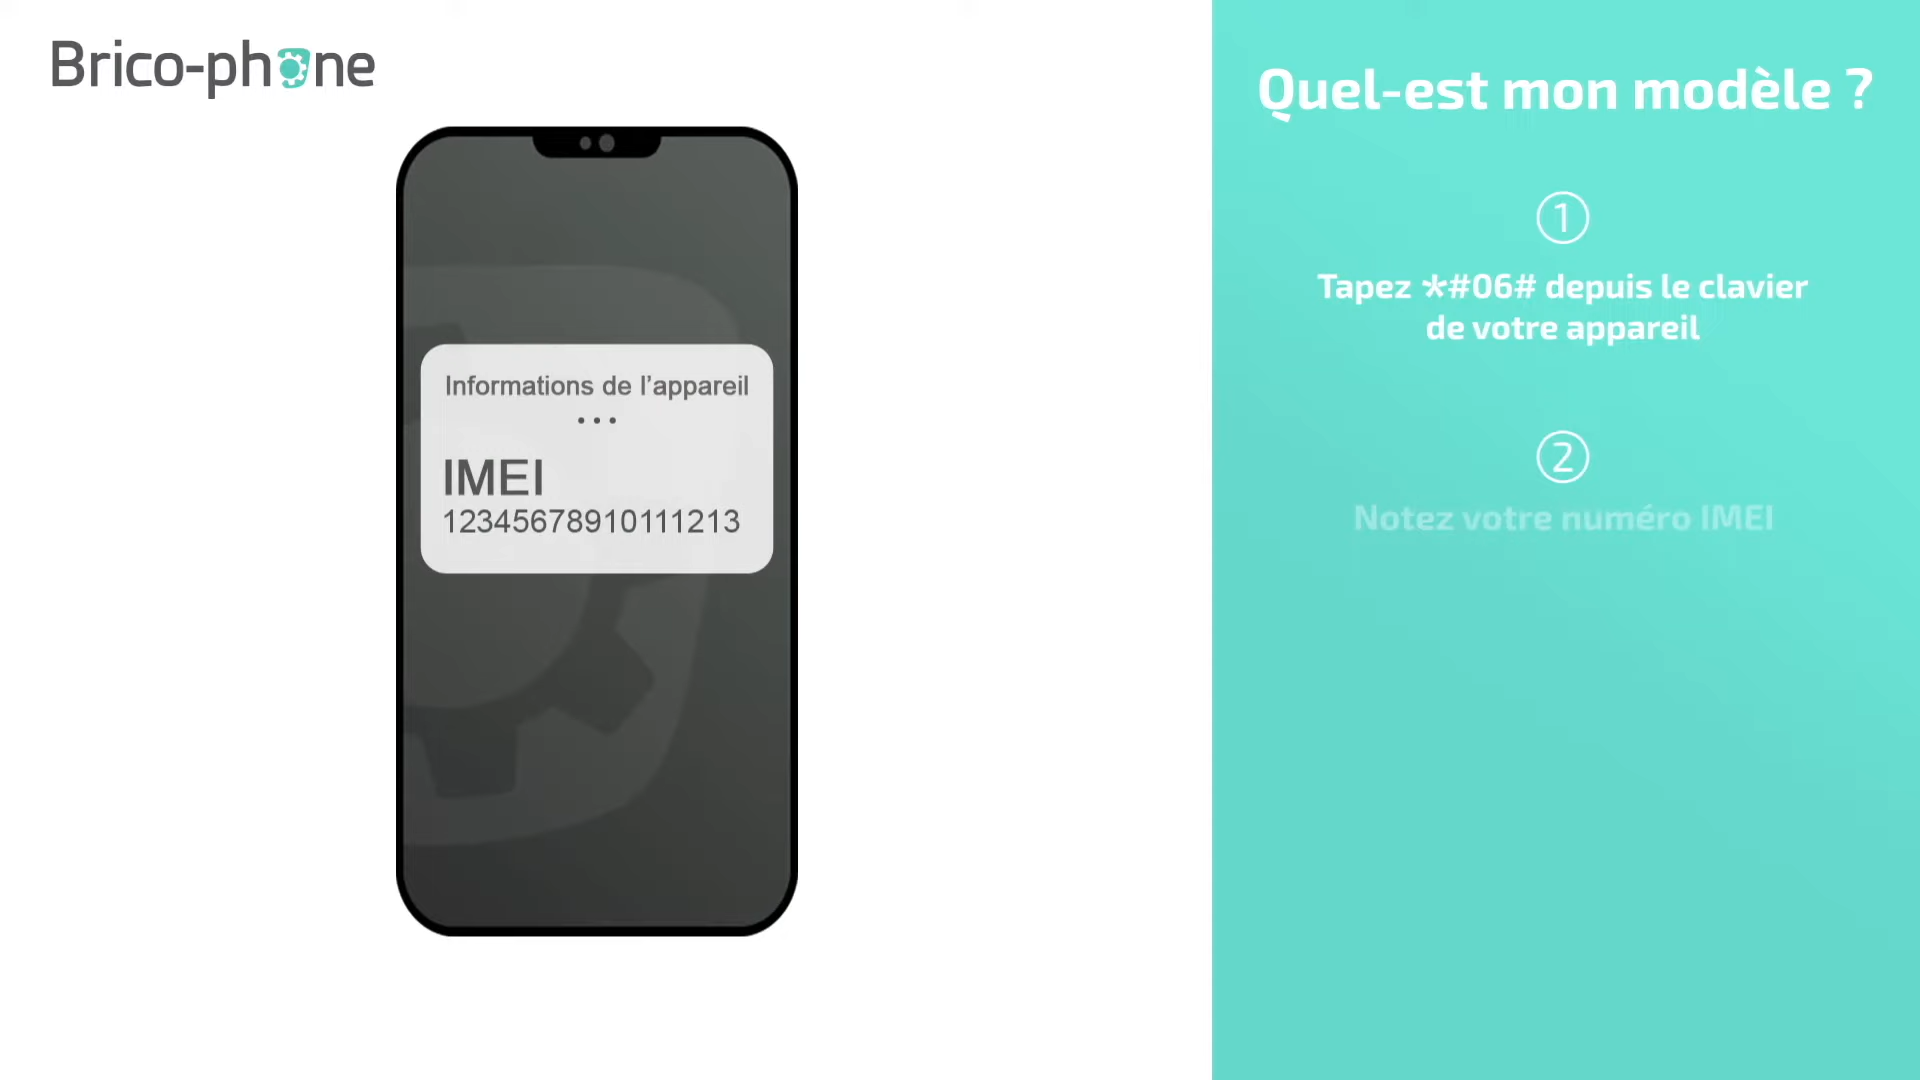 Brico-phone
Quel-est mon modèle ?
1
Tapez *#06# depuis le clavier
de votre appareil
2
Notez votre numéro IMEI
Informations de l’appareil
• • •
IMEI
12345678910111213